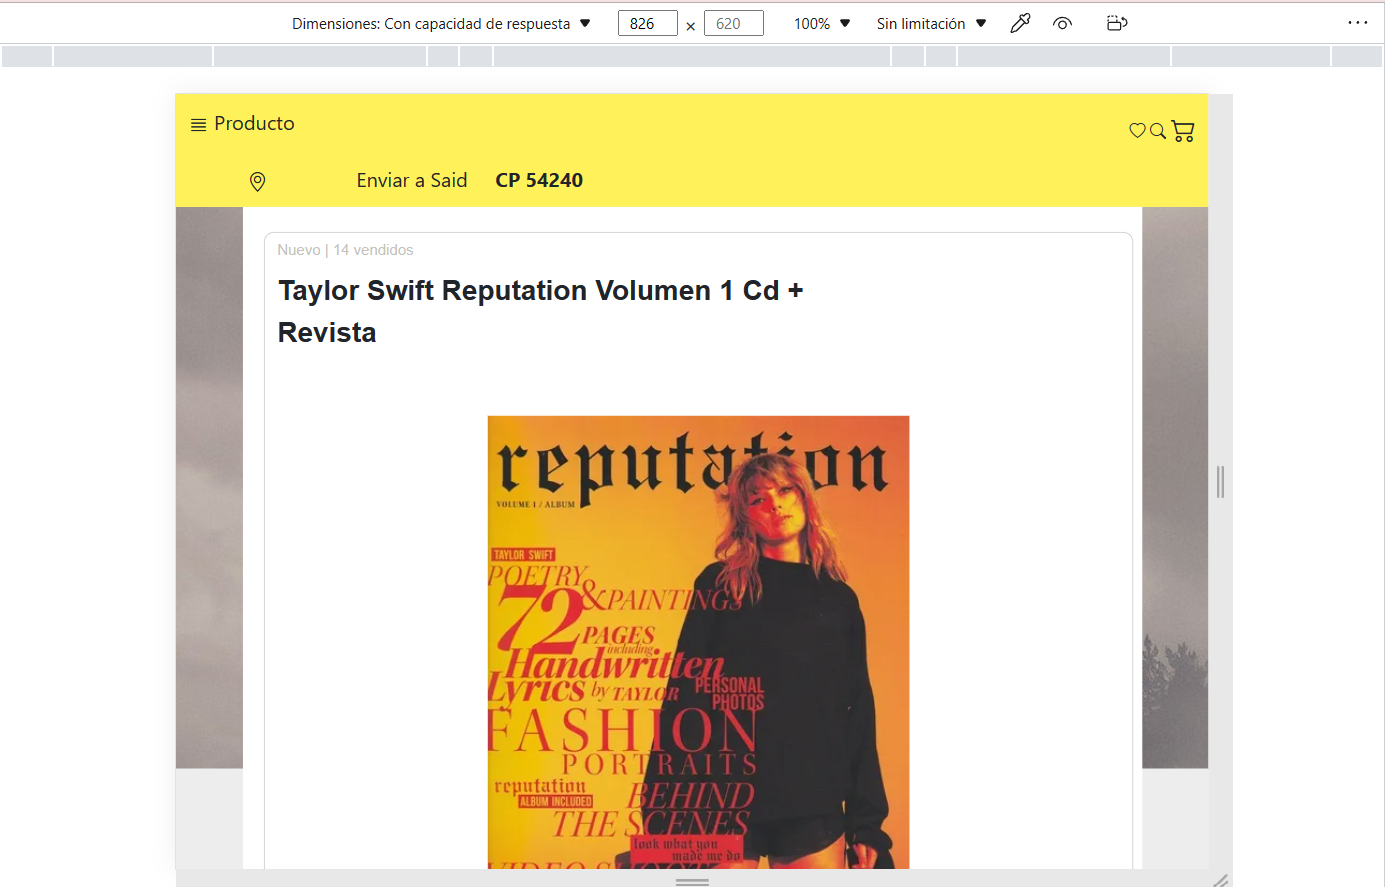 Dimensiones: Con capacidad de respuesta 826 × 620 100% Sin limitación
Producto
Enviar a Said CP 54240
Nuevo | 14 vendidos
Taylor Swift Reputation Volumen 1 Cd +
Revista
reputation
VOLUME 1 / ALBUM
TAYLOR SWIFT
POETRY
& PAINTINGS
72 PAGES
including
Handwritten
Lyrics by TAYLOR
PERSONAL
PHOTOS
FASHION
PORTRAITS
reputation
ALBUM INCLUDED
BEHIND
THE SCENES
look what you
made me do